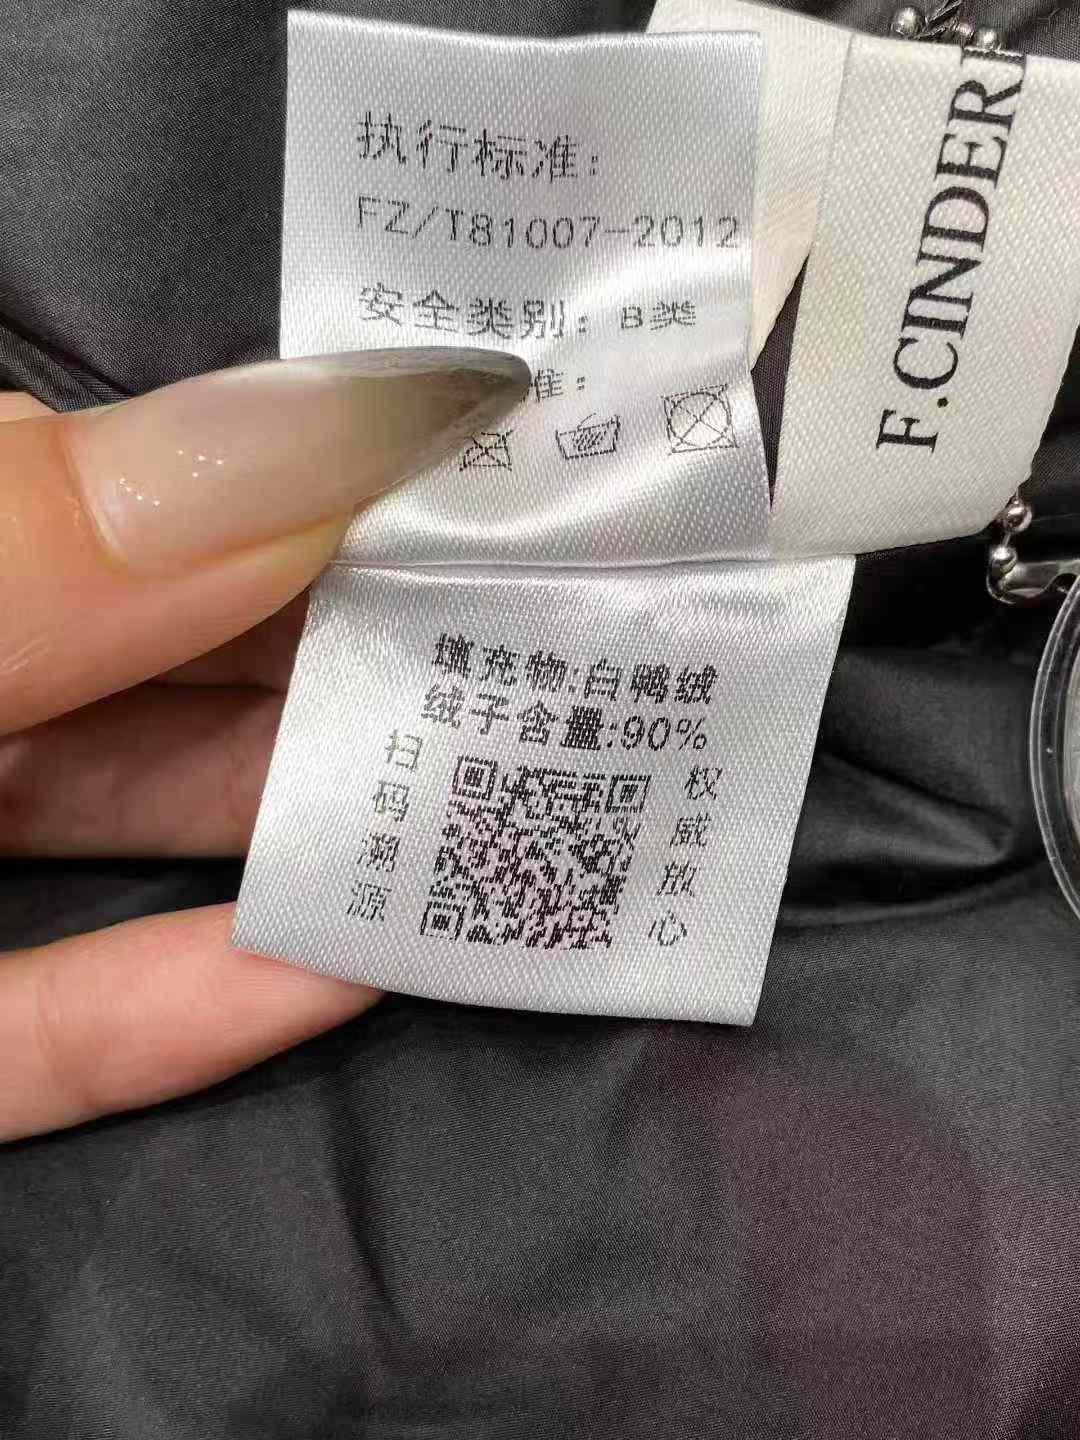 执行标准:
FZ/T81007-2012
安全类别: B类
准:
F.CINDER
填充物:白鸭绒
绒子含量:90%
扫码溯源
权威放心